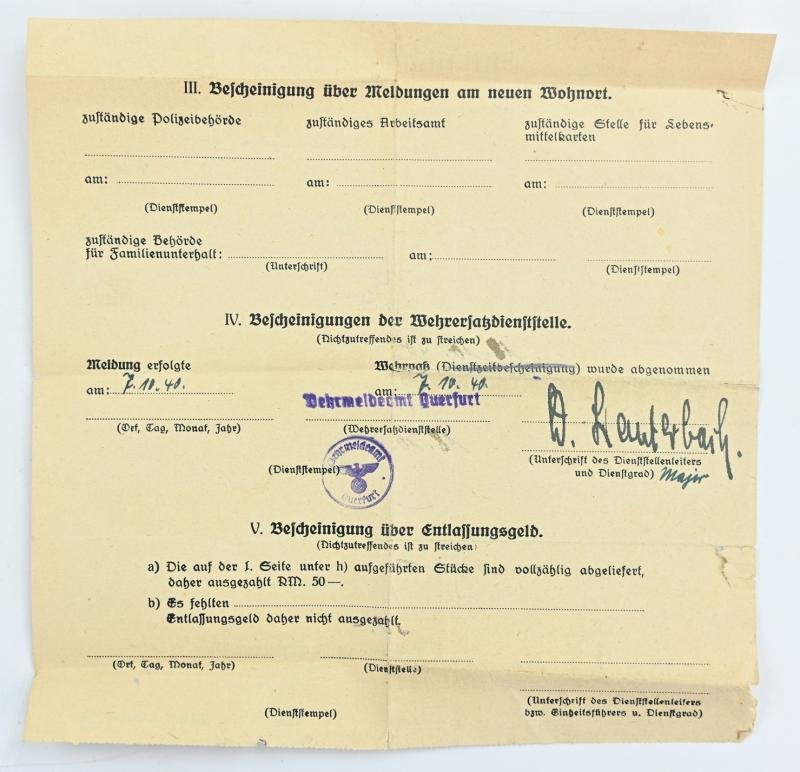 III. Bescheinigung über Meldungen am neuen Wohnort.
zuständige Polizeibehörde zuständiges Arbeitsamt zuständige Stelle für Lebens-
mittelkarten
am: am: am:
(Dienststempel) (Dienststempel) (Dienststempel)
zuständige Behörde
für Familienunterhalt: am:
(Unterschrift) (Dienststempel)
IV. Bescheinigungen der Wehrersatzdienststelle.
(Nichtzutreffendes ist zu streichen)
Meldung erfolgte Wehrpaß (Dienstzeitbescheinigung) wurde abgenommen
am: 7.10.40. am: 7.10.40.
Wehrmeldeamt Querfurt
W. Lauterbach.
(Ort, Tag, Monat, Jahr) (Wehrersatzdienststelle)
(Unterschrift des Dienststellenleiters
und Dienstgrad) Major
(Dienststempel)
Wehrmeldeamt
Querfurt
V. Bescheinigung über Entlassungsgeld.
(Nichtzutreffendes ist zu streichen)
a) Die auf der 1. Seite unter h) aufgeführten Stücke sind vollzählig abgeliefert,
daher ausgezahlt RM. 50—.
b) Es fehlten
Entlassungsgeld daher nicht ausgezahlt.
(Ort, Tag, Monat, Jahr) (Dienststelle)
(Unterschrift des Dienststellenleiters
bzw. Einheitsführers u. Dienstgrad)
(Dienststempel)